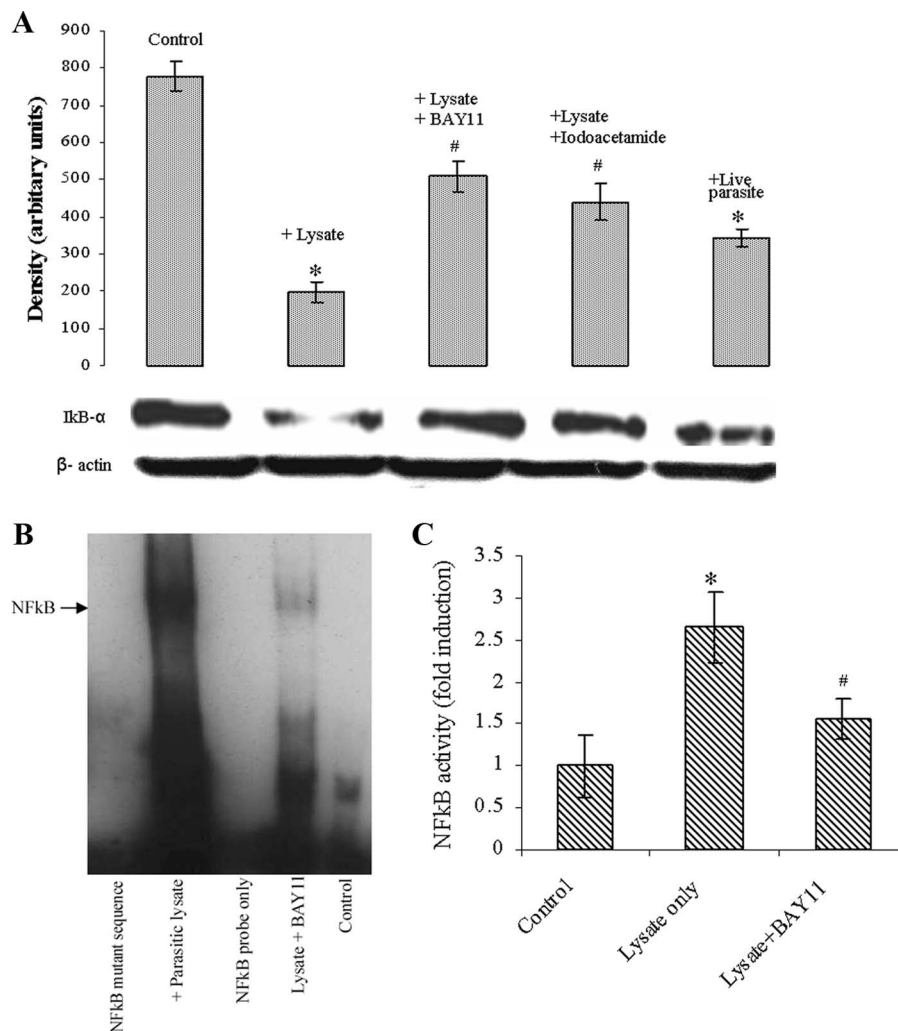 A
Density (arbitary units)
900
800
700
600
500
400
300
200
100
0
Control
+ Lysate
*
+ Lysate
+ BAY11
#
+Lysate
+Iodoacetamide
#
+Live
parasite
*
IkB-α
β- actin
B
NFkB
NFkB mutant sequence
+ Parasitic lysate
NFkB probe only
Lysate + BAY11
Control
C
NFkB activity (fold induction)
3.5
3
2.5
2
1.5
1
0.5
0
*
#
Control
Lysate only
Lysate+BAY11